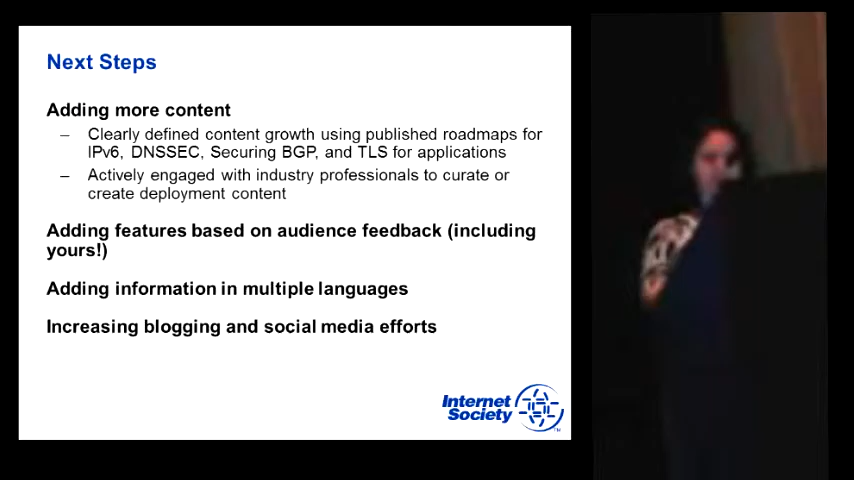 Next Steps
Adding more content
– Clearly defined content growth using published roadmaps for
IPv6, DNSSEC, Securing BGP, and TLS for applications
– Actively engaged with industry professionals to curate or
create deployment content
Adding features based on audience feedback (including
yours!)
Adding information in multiple languages
Increasing blogging and social media efforts
Internet
Society
TM